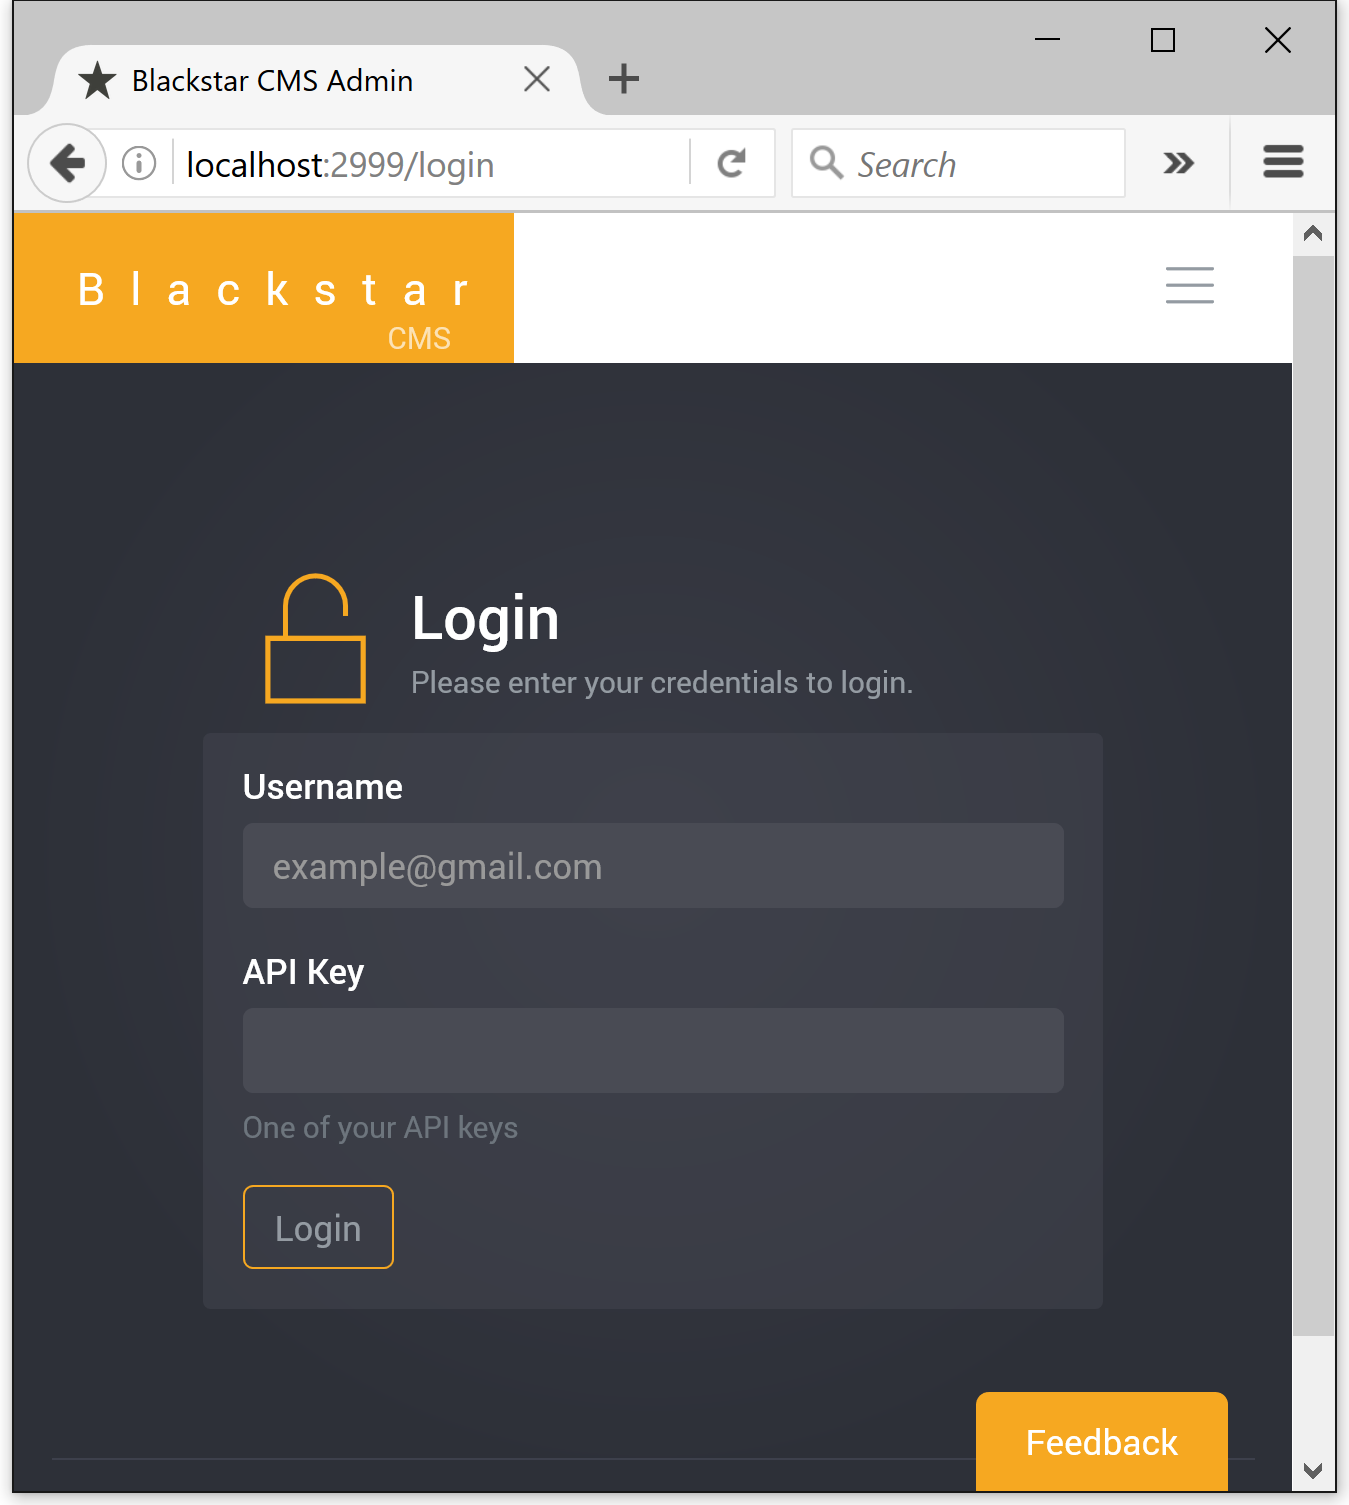 Blackstar CMS Admin
localhost:2999/login
Search
Blackstar
CMS
Login
Please enter your credentials to login.
Username
example@gmail.com
API Key
One of your API keys
Login
Feedback